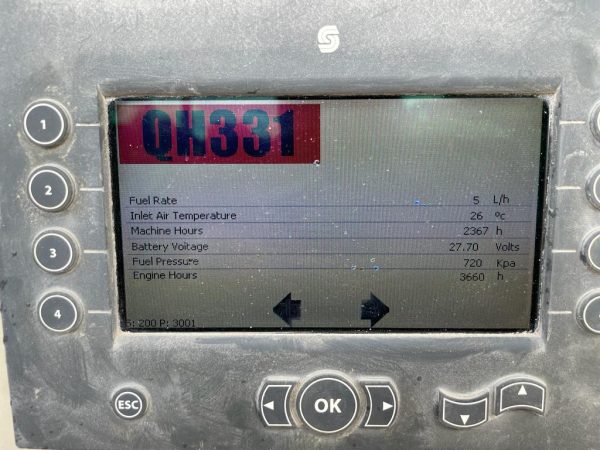 S
QH331
1
2
3
4
Fuel Rate 5 L/h
Inlet Air Temperature 26 ºc
Machine Hours 2367 h
Battery Voltage 27.70 Volts
Fuel Pressure 720 Kpa
Engine Hours 3660 h
S: 200 P: 3001
ESC
OK